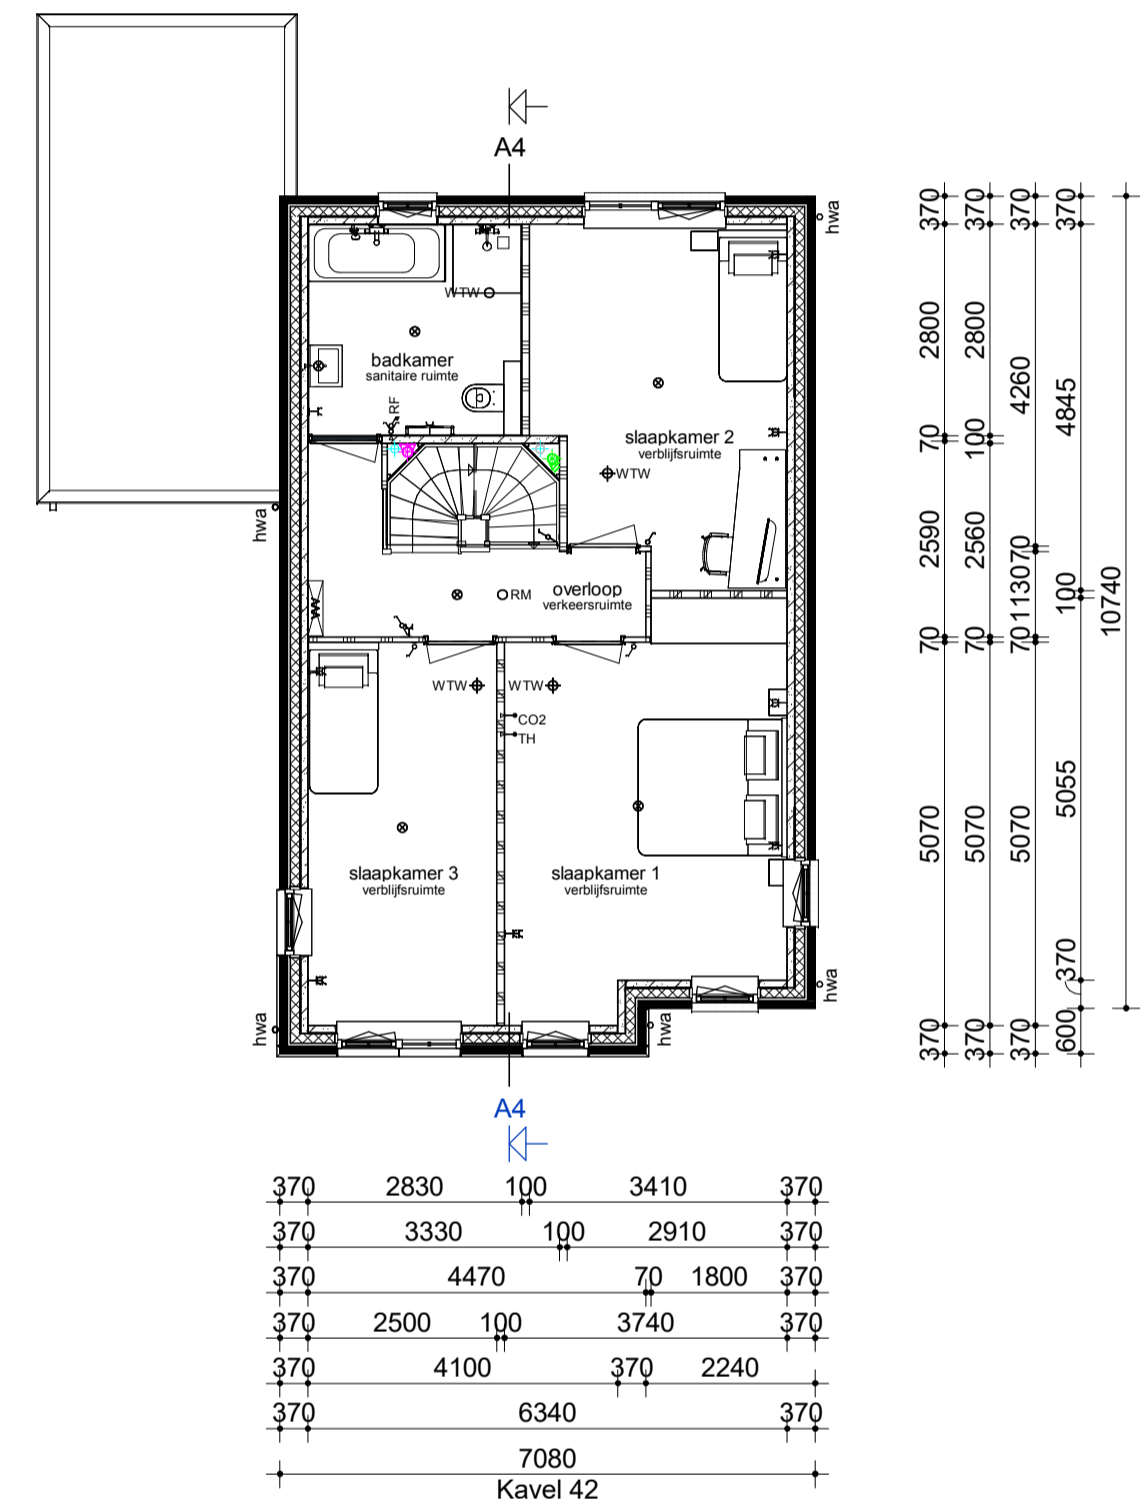 A4
hwa
badkamer
sanitaire ruimte
WTW
RF
slaapkamer 2
verblijfsruimte
WTW
hwa
overloop
verkeersruimte
RM
WTW
WTW
CO2
TH
slaapkamer 3
verblijfsruimte
slaapkamer 1
verblijfsruimte
hwa
hwa
hwa
A4
370 2800 70 2590 70 5070 370
370 2800 100 2560 70 5070 370
370 4260 70 1130 70 5070 370
370 4845 100 5055 370 600
10740
370 2830 100 3410 370
370 3330 100 2910 370
370 4470 70 1800 370
370 2500 100 3740 370
370 4100 370 2240
370 6340 370
7080
Kavel 42